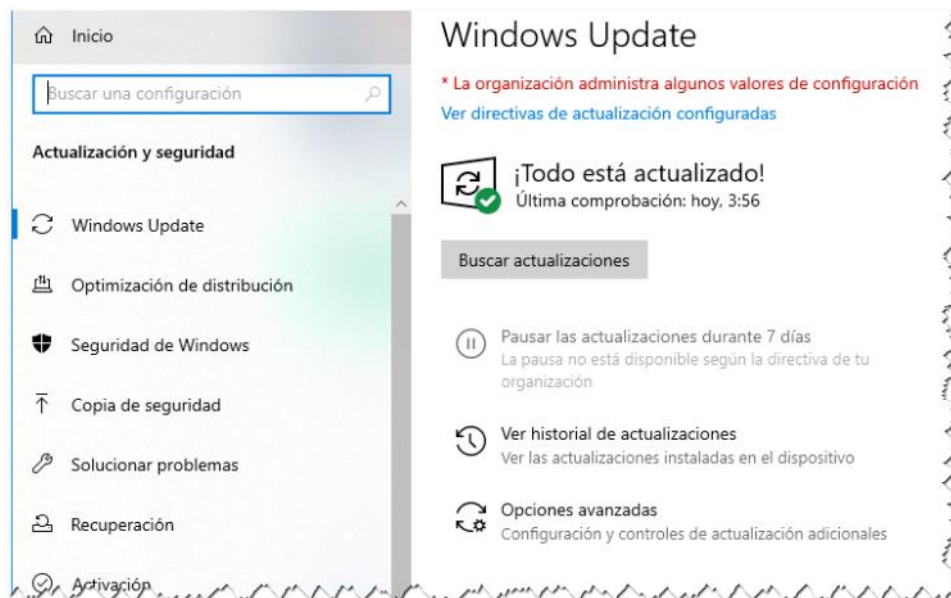 Inicio
Buscar una configuración
Actualización y seguridad
Windows Update
Optimización de distribución
Seguridad de Windows
Copia de seguridad
Solucionar problemas
Recuperación
Activación
Windows Update
* La organización administra algunos valores de configuración
Ver directivas de actualización configuradas
¡Todo está actualizado!
Última comprobación: hoy, 3:56
Buscar actualizaciones
Pausar las actualizaciones durante 7 días
La pausa no está disponible según la directiva de tu
organización
Ver historial de actualizaciones
Ver las actualizaciones instaladas en el dispositivo
Opciones avanzadas
Configuración y controles de actualización adicionales